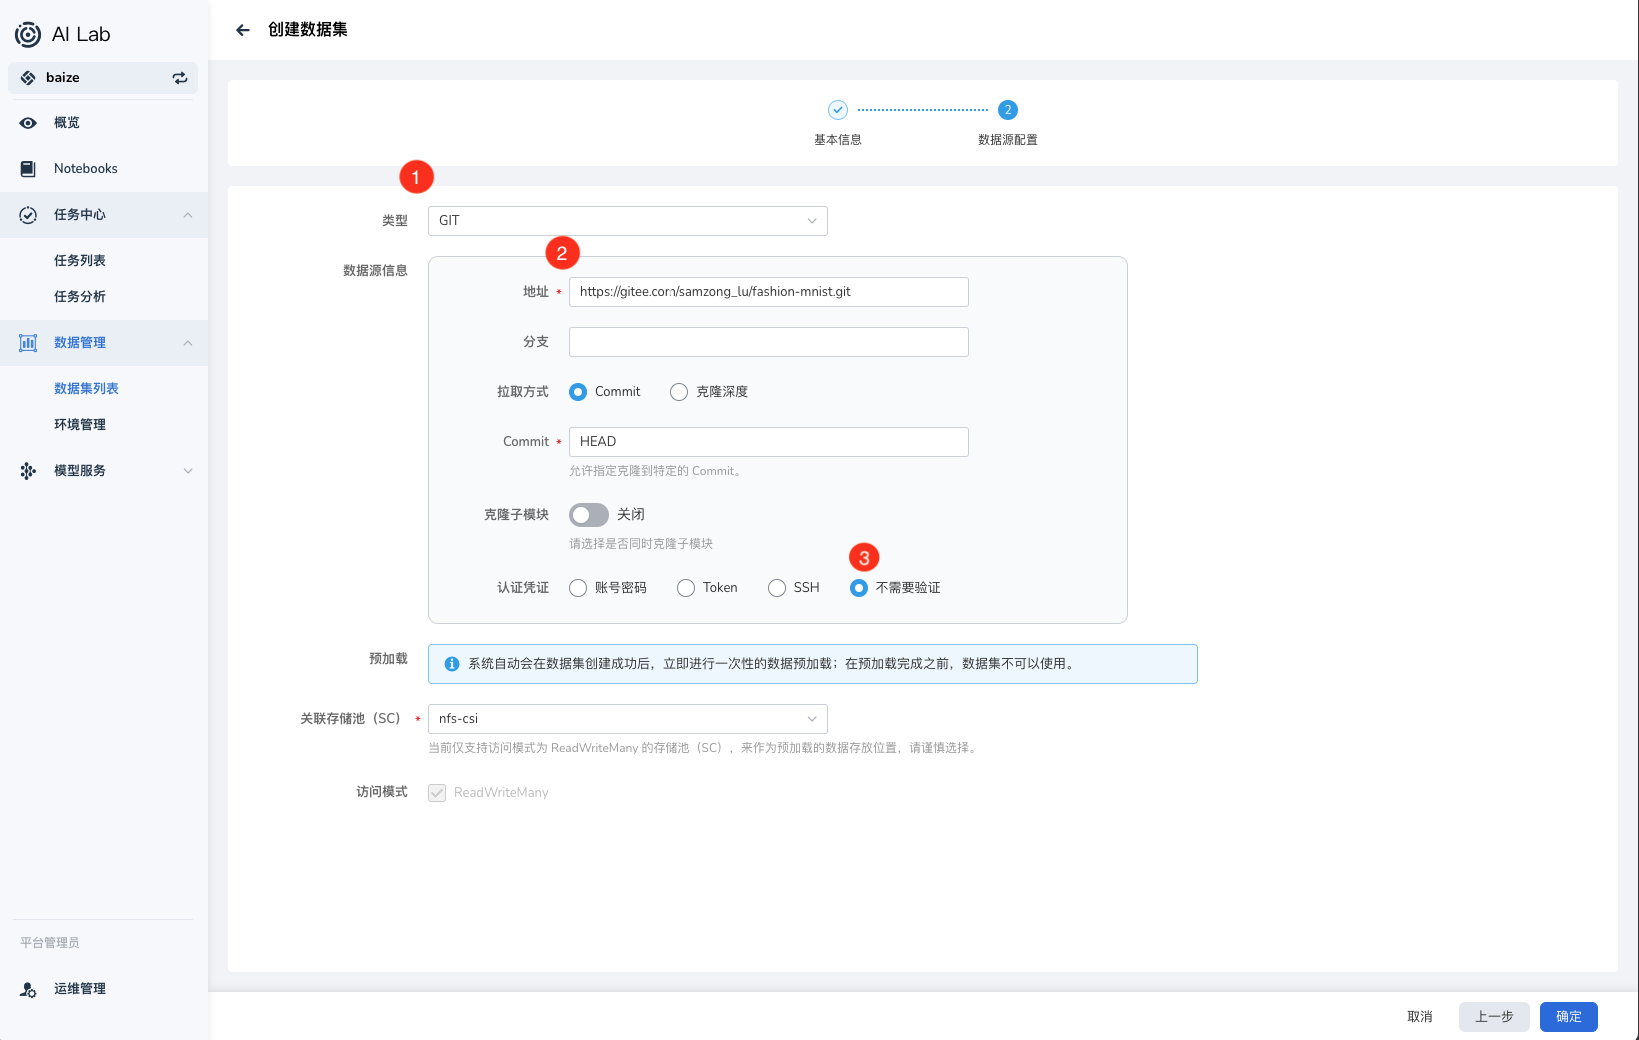 AI Lab
baize
概览
Notebooks
任务中心
任务列表
任务分析
数据管理
数据集列表
环境管理
模型服务
平台管理员
运维管理
创建数据集
2
基本信息
数据源配置
1
类型
GIT
2
数据源信息
地址 *
https://gitee.com/samzong_lu/fashion-mnist.git
分支
拉取方式
Commit
克隆深度
Commit *
HEAD
允许指定克隆到特定的 Commit。
克隆子模块
关闭
请选择是否同时克隆子模块
3
认证凭证
账号密码
Token
SSH
不需要验证
预加载
系统自动会在数据集创建成功后，立即进行一次性的数据预加载；在预加载完成之前，数据集不可以使用。
关联存储池（SC） *
nfs-csi
当前仅支持访问模式为 ReadWriteMany 的存储池（SC），来作为预加载的数据存放位置，请谨慎选择。
访问模式
ReadWriteMany
取消
上一步
确定